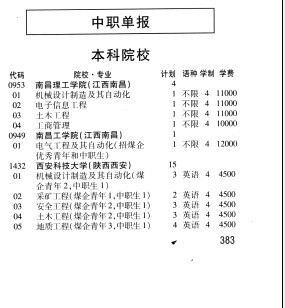 中职单报
本科院校
代码 院校·专业 计划 语种 学制 学费
0953 南昌理工学院(江西南昌) 4
01 机械设计制造及其自动化 1 不限 4 11000
02 电子信息工程 1 不限 4 11000
03 土木工程 1 不限 4 11000
04 工商管理 1 不限 4 10000
0949 南昌工学院(江西南昌) 1
01 电气工程及其自动化(招煤企 1 不限 4 12000
优秀青年和中职生)
1432 西安科技大学(陕西西安) 15
01 机械设计制造及其自动化(煤 3 英语 4 4500
企青年2,中职生1)
02 采矿工程(煤企青年1,中职生1) 2 英语 4 4500
03 安全工程(煤企青年2,中职生1) 3 英语 4 4500
04 土木工程(煤企青年2,中职生1) 3 英语 4 4500
05 地质工程(煤企青年3,中职生1) 4 英语 4 4500
383